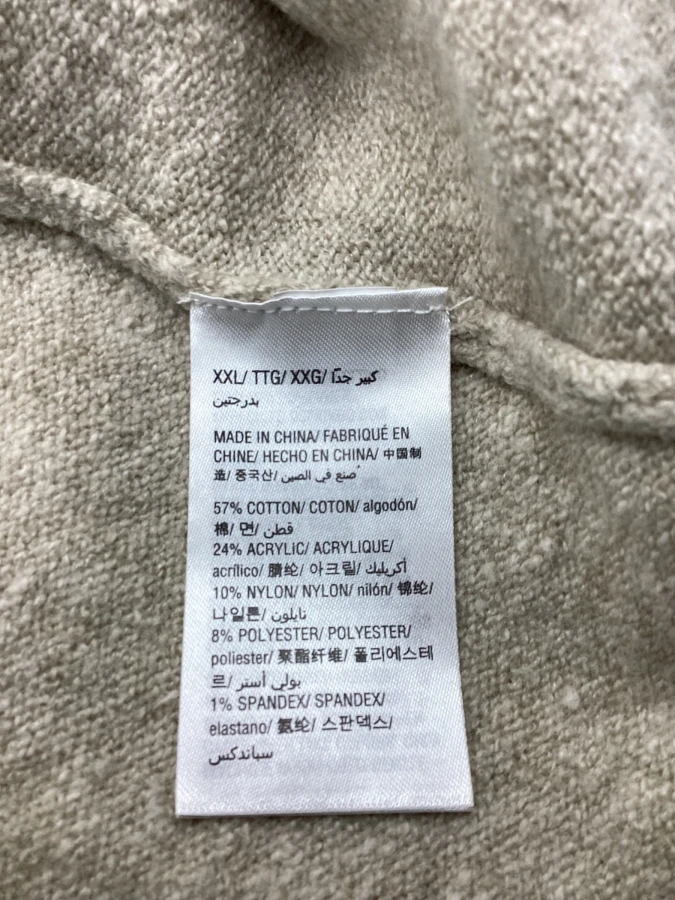 XXL/ TTG/ XXG/ كبير جدًا
بدرجتين
MADE IN CHINA/ FABRIQUÉ EN
CHINE/ HECHO EN CHINA/ 中国制
造/ 중국산/ صنع في الصين
57% COTTON/ COTON/ algodón/
棉/ 면/ قطن
24% ACRYLIC/ ACRYLIQUE/
acrílico/ 腈纶/ 아크릴/ أكريليك
10% NYLON/ NYLON/ nilón/ 锦纶/
나일론/ نايلون
8% POLYESTER/ POLYESTER/
poliester/ 聚酯纤维/ 폴리에스테
르/ بولي أستر
1% SPANDEX/ SPANDEX/
elastano/ 氨纶/ 스판덱스/
سباندكس